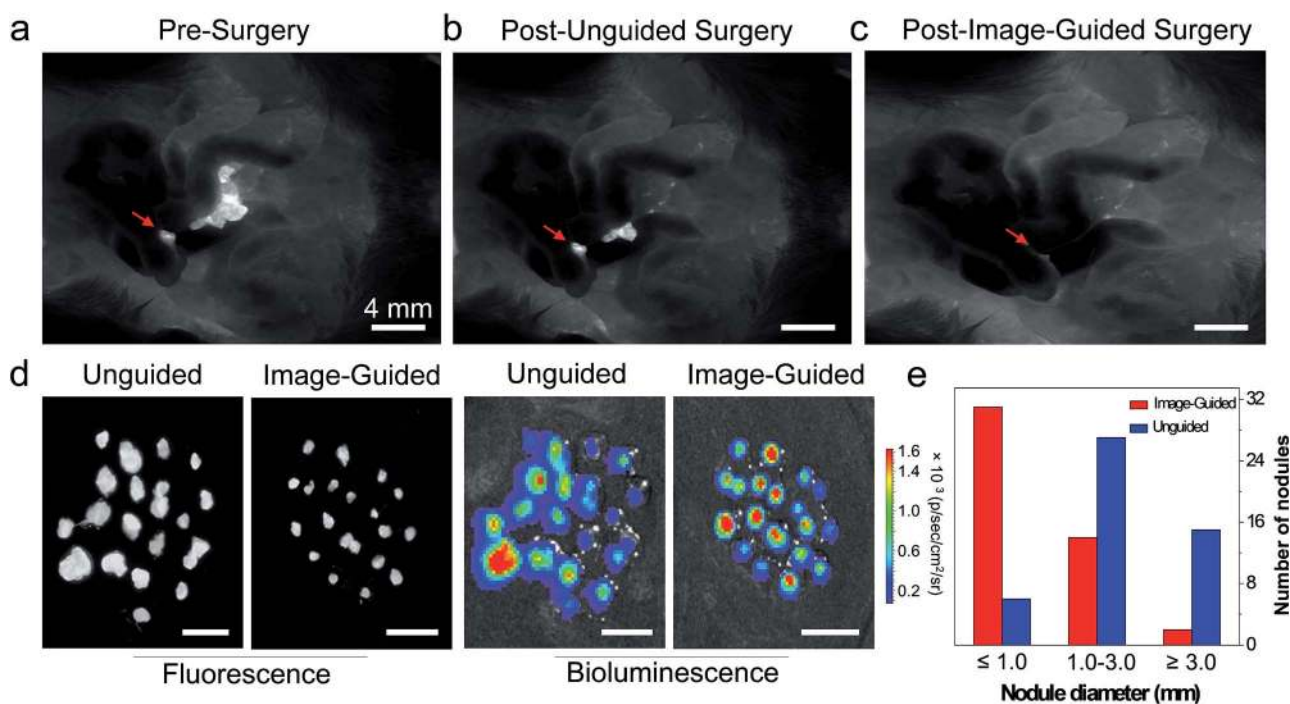 a
Pre-Surgery
b
Post-Unguided Surgery
c
Post-Image-Guided Surgery
4 mm
d
Unguided
Image-Guided
Unguided
Image-Guided
Fluorescence
Bioluminescence
1.6
1.0
0.6
0.2
× 10 3 (p/sec/cm²/sr)
e
Image-Guided
Unguided
32
24
16
8
0
Number of nodules
≤ 1.0
1.0-3.0
≥ 3.0
Nodule diameter (mm)